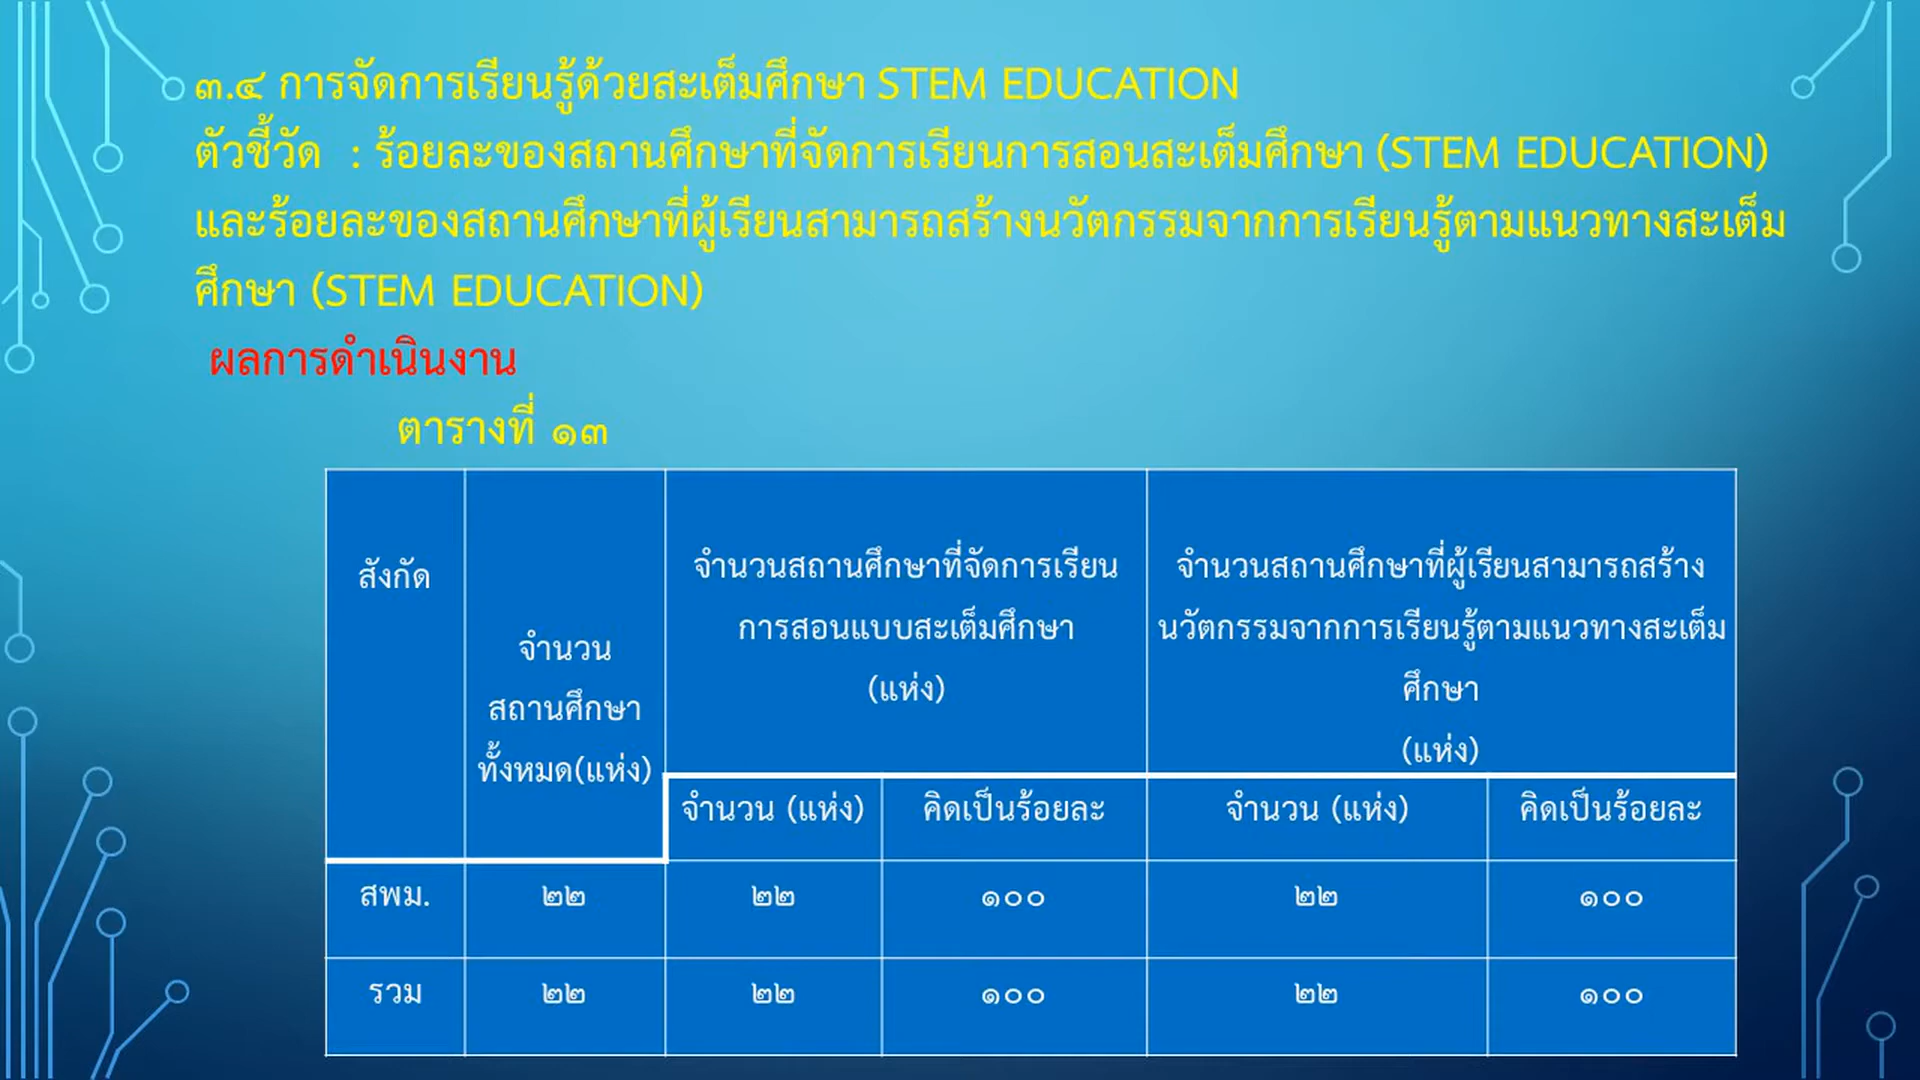 ๓.๔ การจัดการเรียนรู้ด้วยสะเต็มศึกษา STEM EDUCATION
ตัวชี้วัด : ร้อยละของสถานศึกษาที่จัดการเรียนการสอนสะเต็มศึกษา (STEM EDUCATION)
และร้อยละของสถานศึกษาที่ผู้เรียนสามารถสร้างนวัตกรรมจากการเรียนรู้ตามแนวทางสะเต็ม
ศึกษา (STEM EDUCATION)
ผลการดำเนินงาน
ตารางที่ ๑๓
สังกัด
จำนวน
สถานศึกษา
ทั้งหมด(แห่ง)
จำนวนสถานศึกษาที่จัดการเรียน
การสอนแบบสะเต็มศึกษา
(แห่ง)
จำนวนสถานศึกษาที่ผู้เรียนสามารถสร้าง
นวัตกรรมจากการเรียนรู้ตามแนวทางสะเต็ม
ศึกษา
(แห่ง)
จำนวน (แห่ง) คิดเป็นร้อยละ จำนวน (แห่ง) คิดเป็นร้อยละ
สพม. ๒๒ ๒๒ ๑๐๐ ๒๒ ๑๐๐
รวม ๒๒ ๒๒ ๑๐๐ ๒๒ ๑๐๐